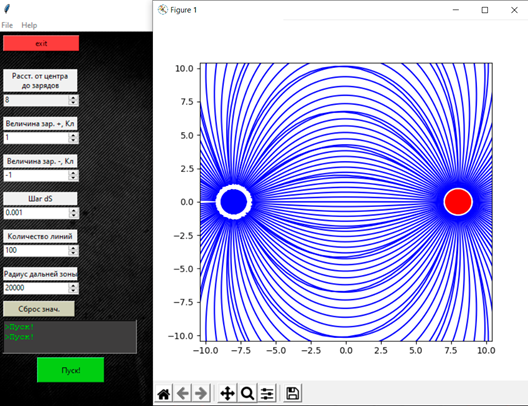 Figure 1
File Help
exit
Расст. от центра
до зарядов
8
Величина зар. +, Кл
1
Величина зар. -, Кл
-1
Шаг dS
0.001
Количество линий
100
Радиус дальней зоны
20000
Сброс знач.
>Пуск!
>Пуск!
Пуск!
10.0
7.5
5.0
2.5
0.0
−2.5
−5.0
−7.5
−10.0
−10.0 −7.5 −5.0 −2.5 0.0 2.5 5.0 7.5 10.0